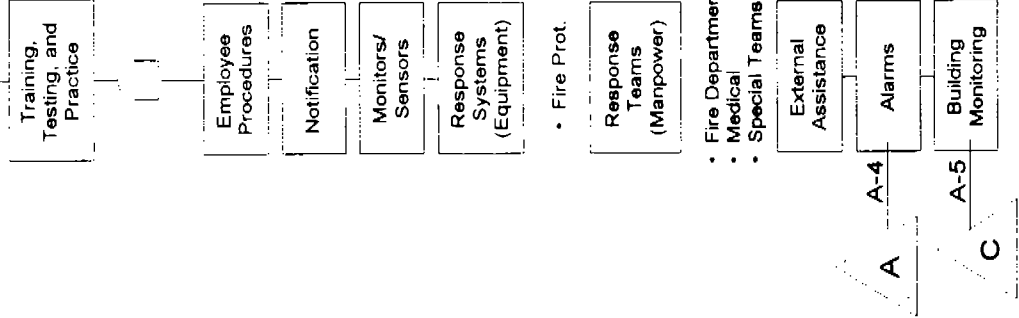 Training,
Testing, and
Practice
Employee
Procedures
Notification
Monitors/
Sensors
Response
Systems
(Equipment)
• Fire Prot.
Response
Teams
(Manpower)
• Fire Departmen
• Medical
• Special Teams
External
Assistance
Alarms
A-4
A
Building
Monitoring
A-5
C